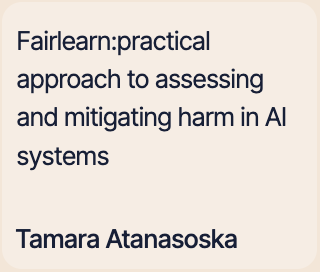 Fairlearn:practical
approach to assessing
and mitigating harm in AI
systems
Tamara Atanasoska